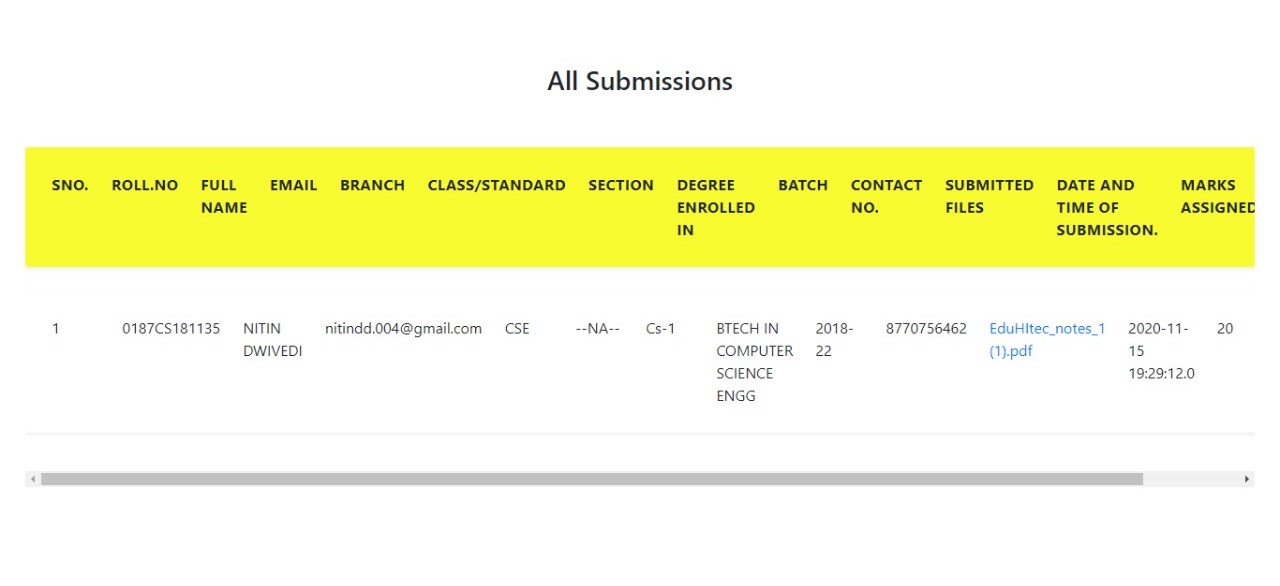 All Submissions
SNO. ROLL.NO FULL EMAIL BRANCH CLASS/STANDARD SECTION DEGREE BATCH CONTACT SUBMITTED DATE AND MARKS
NAME ENROLLED NO. FILES TIME OF ASSIGNED
IN SUBMISSION.
1 0187CS181135 NITIN nitindd.004@gmail.com CSE --NA-- Cs-1 BTECH IN 2018- 8770756462 EduHItec_notes_1 2020-11- 20
DWIVEDI COMPUTER 22 (1).pdf 15
SCIENCE 19:29:12.0
ENGG